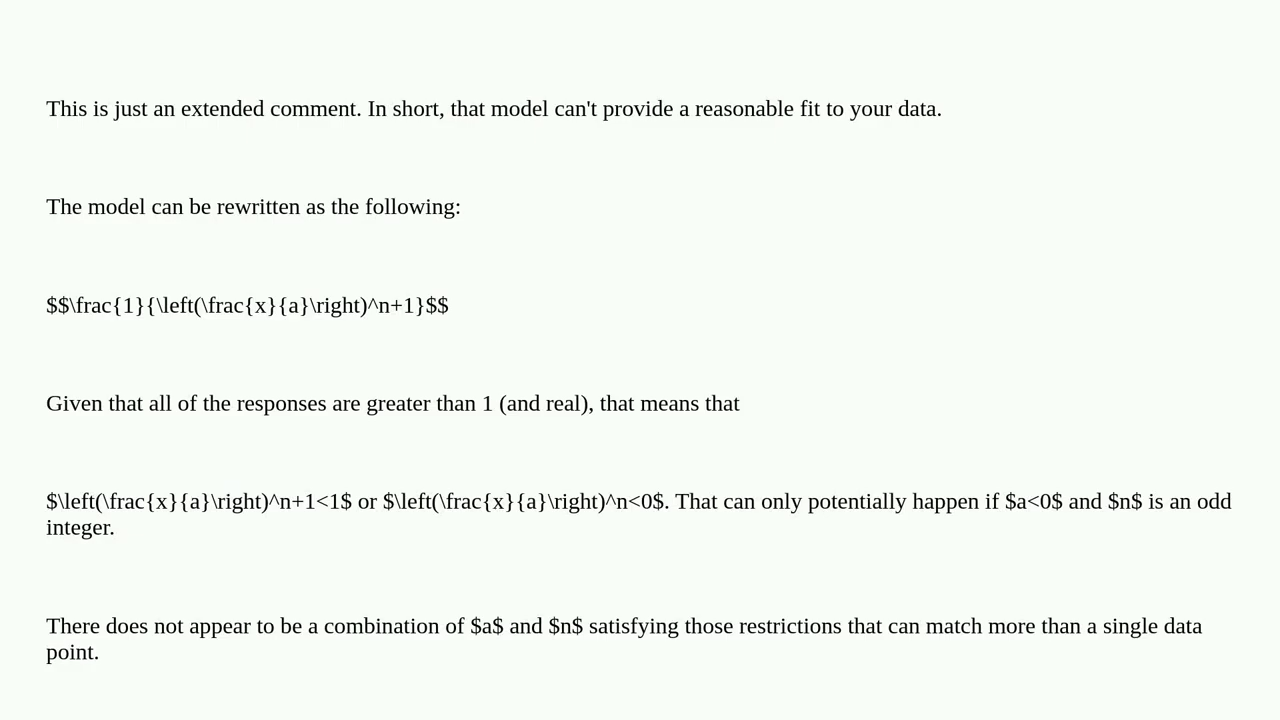 This is just an extended comment. In short, that model can't provide a reasonable fit to your data.
The model can be rewritten as the following:
$$\frac{1}{\left(\frac{x}{a}\right)^n+1}$$
Given that all of the responses are greater than 1 (and real), that means that
$\left(\frac{x}{a}\right)^n+1<1$ or $\left(\frac{x}{a}\right)^n<0$. That can only potentially happen if $a<0$ and $n$ is an odd
integer.
There does not appear to be a combination of $a$ and $n$ satisfying those restrictions that can match more than a single data
point.